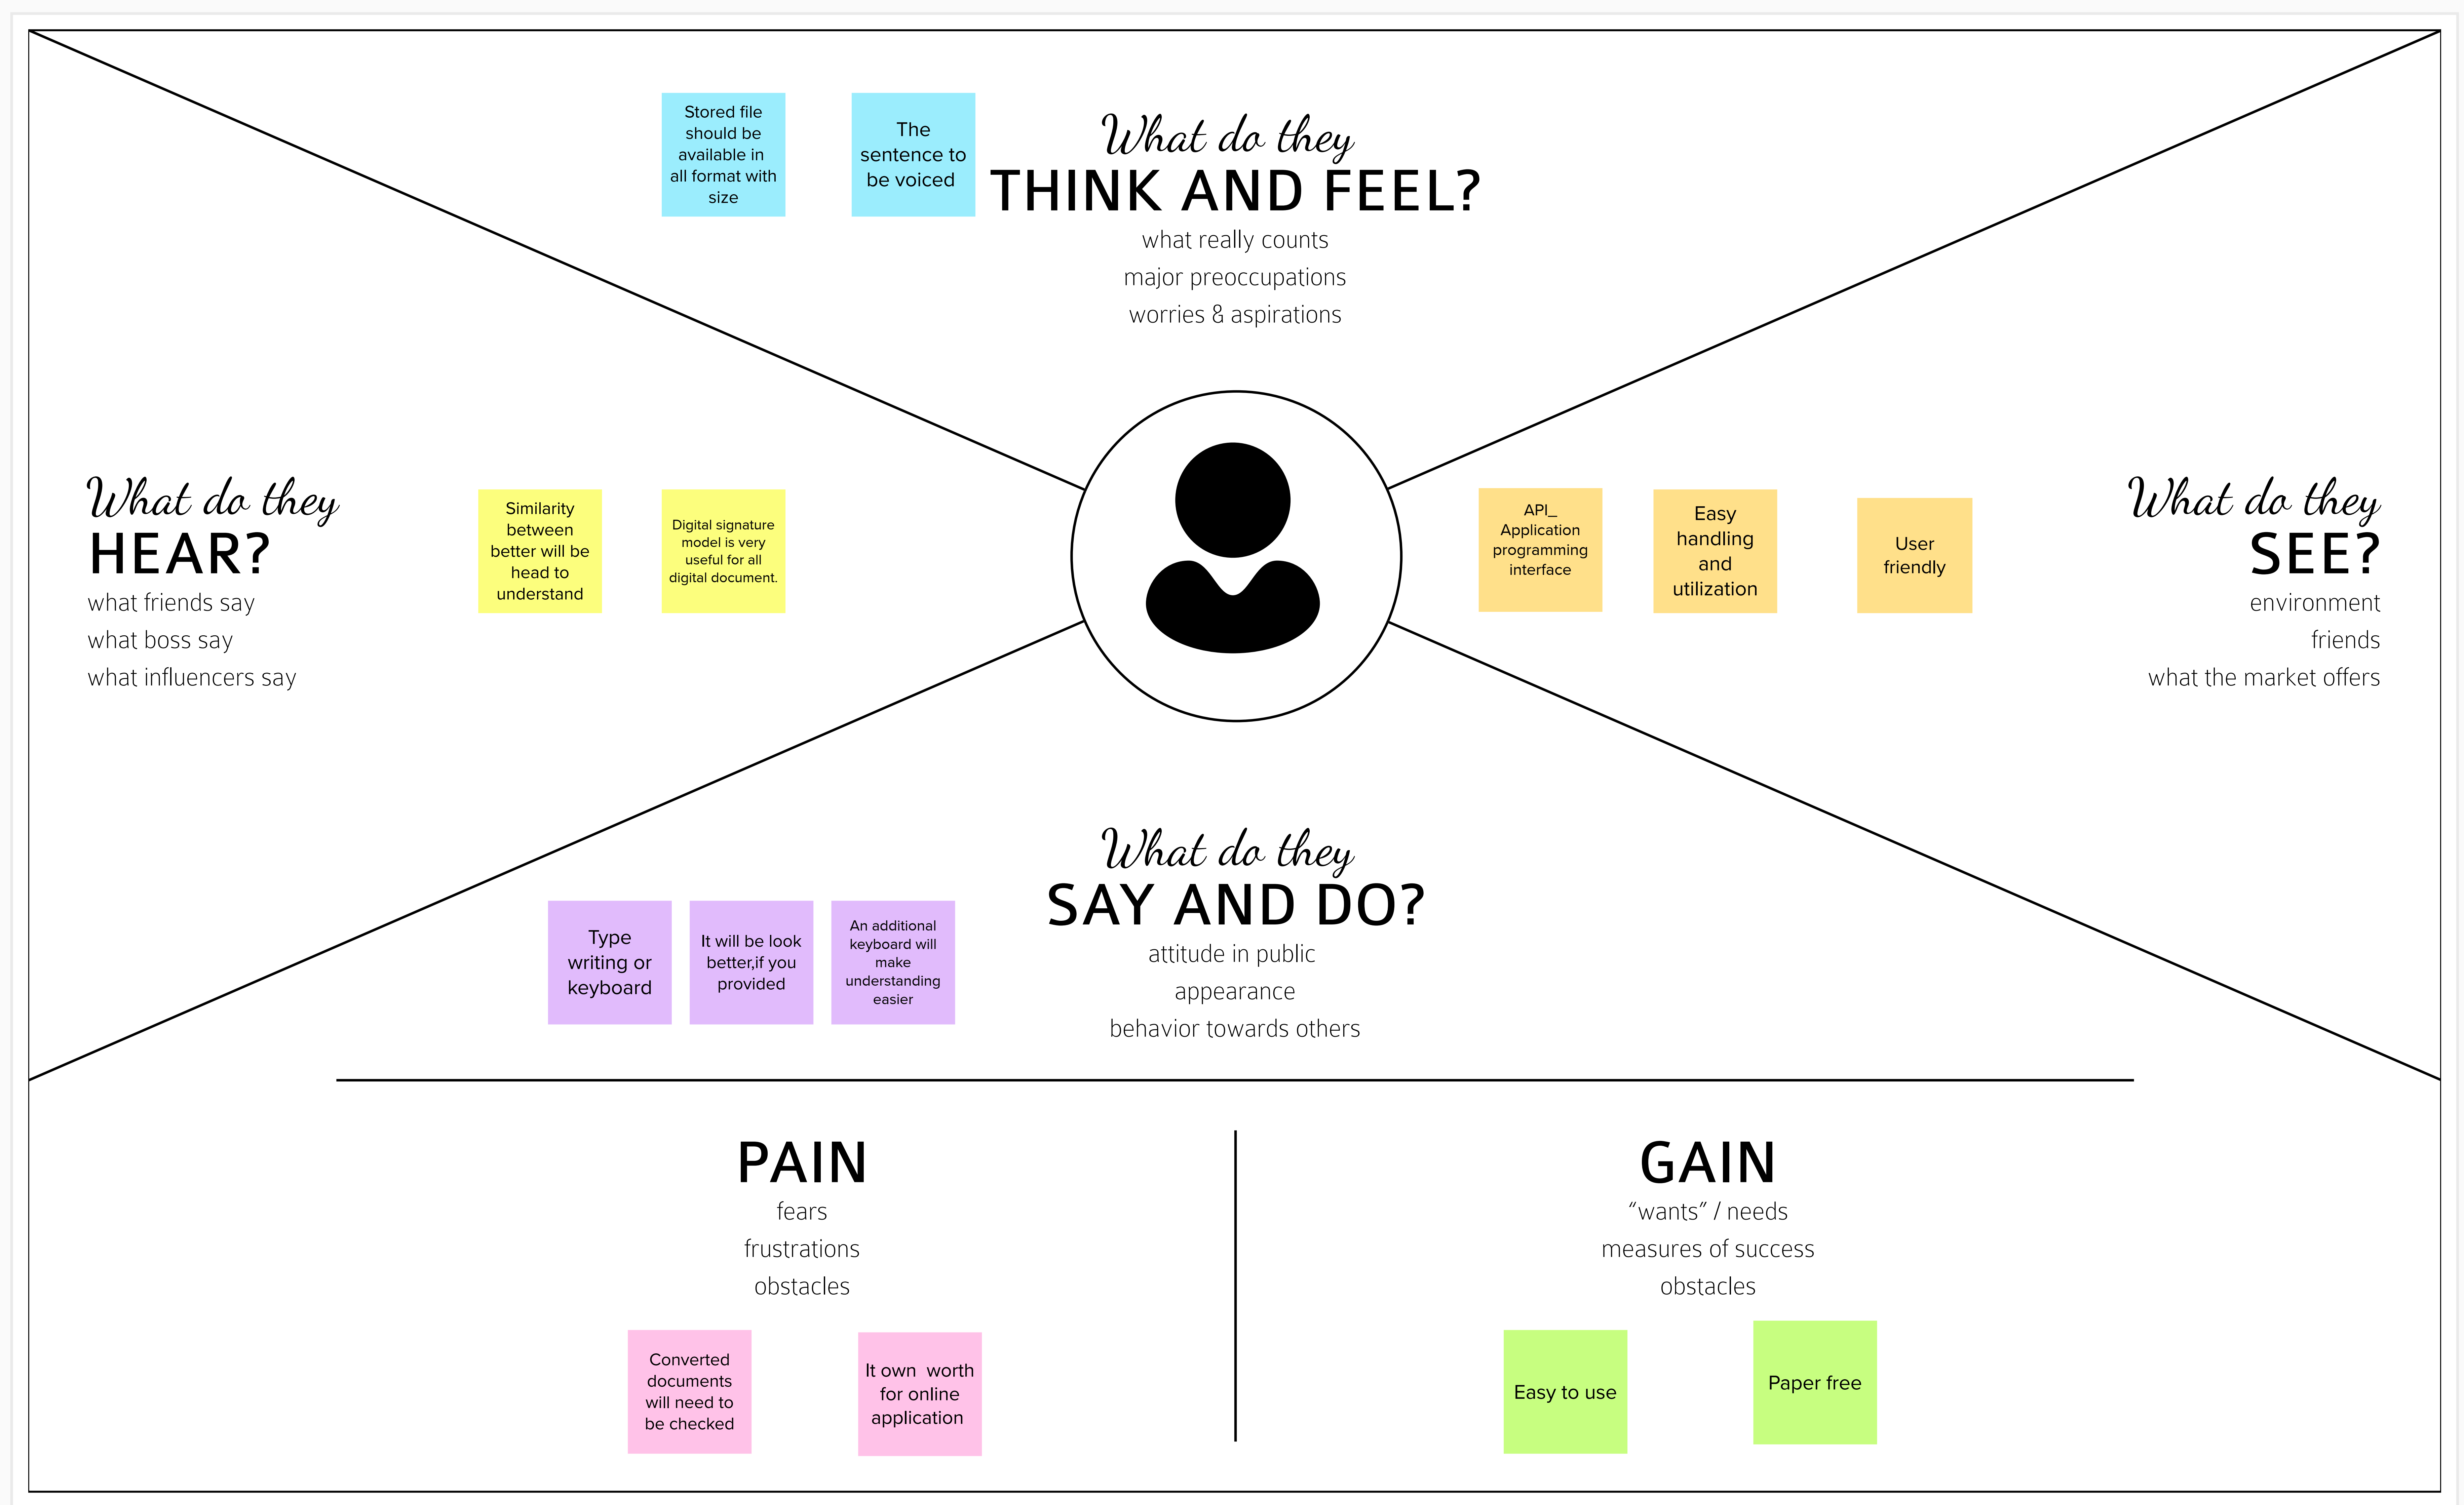 Stored file
should be
available in
all format with
size
The
sentence to
be voiced
What do they
THINK AND FEEL?
what really counts
major preoccupations
worries & aspirations
What do they
HEAR?
what friends say
what boss say
what influencers say
Similarity
between
better will be
head to
understand
Digital signature
model is very
useful for all
digital document.
API_
Application
programming
interface
Easy
handling
and
utilization
User
friendly
What do they
SEE?
environment
friends
what the market offers
What do they
SAY AND DO?
attitude in public
appearance
behavior towards others
Type
writing or
keyboard
It will be look
better,if you
provided
An additional
keyboard will
make
understanding
easier
PAIN
fears
frustrations
obstacles
Converted
documents
will need to
be checked
It own  worth
for online
application
GAIN
“wants” / needs
measures of success
obstacles
Easy to use
Paper free